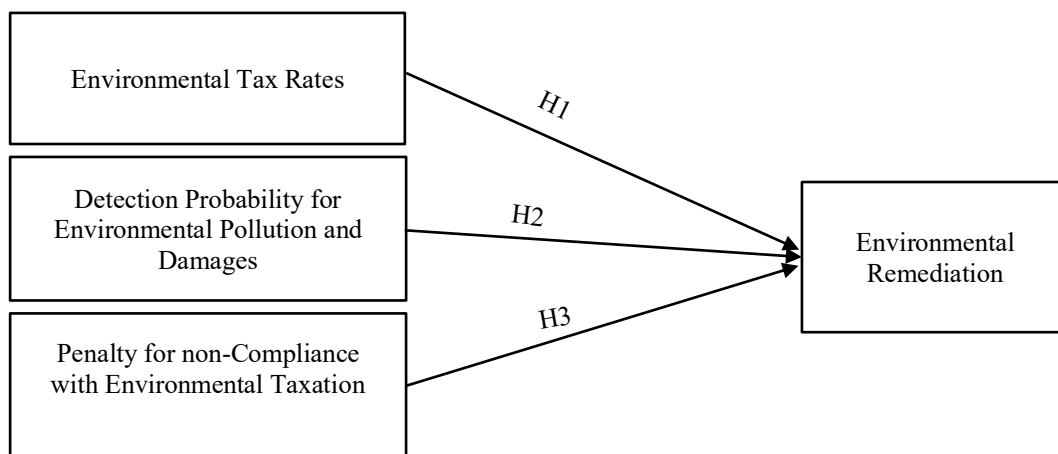 Environmental Tax Rates
H1
Detection Probability for
Environmental Pollution and
Damages
H2
Penalty for non-Compliance
with Environmental Taxation
H3
Environmental
Remediation